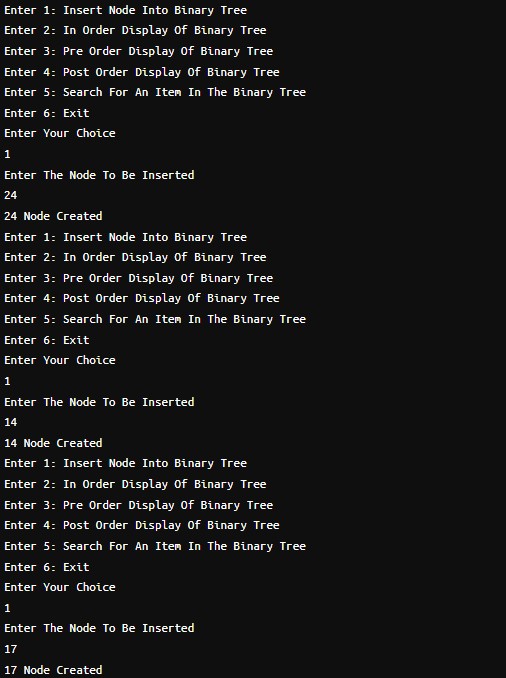 Enter 1: Insert Node Into Binary Tree
Enter 2: In Order Display Of Binary Tree
Enter 3: Pre Order Display Of Binary Tree
Enter 4: Post Order Display Of Binary Tree
Enter 5: Search For An Item In The Binary Tree
Enter 6: Exit
Enter Your Choice
1
Enter The Node To Be Inserted
24
24 Node Created
Enter 1: Insert Node Into Binary Tree
Enter 2: In Order Display Of Binary Tree
Enter 3: Pre Order Display Of Binary Tree
Enter 4: Post Order Display Of Binary Tree
Enter 5: Search For An Item In The Binary Tree
Enter 6: Exit
Enter Your Choice
1
Enter The Node To Be Inserted
14
14 Node Created
Enter 1: Insert Node Into Binary Tree
Enter 2: In Order Display Of Binary Tree
Enter 3: Pre Order Display Of Binary Tree
Enter 4: Post Order Display Of Binary Tree
Enter 5: Search For An Item In The Binary Tree
Enter 6: Exit
Enter Your Choice
1
Enter The Node To Be Inserted
17
17 Node Created